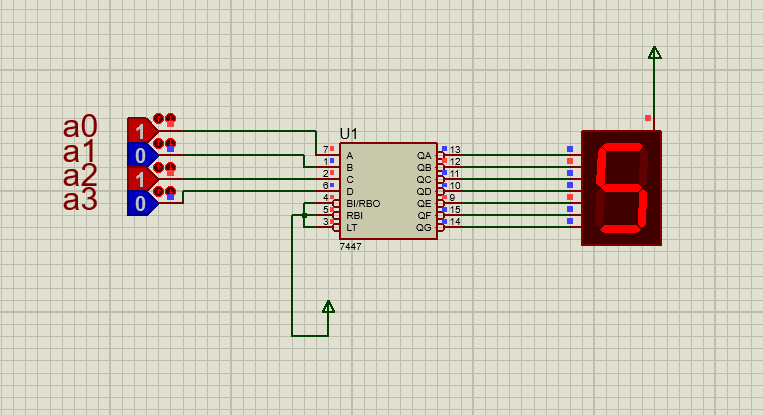 a0 1
a1 0
a2 1
a3 0
U1
7 A QA 13
1 B QB 12
2 C QC 11
6 D QD 10
4 BI/RBO QE 9
5 RBI QF 15
3 LT QG 14
7447
5